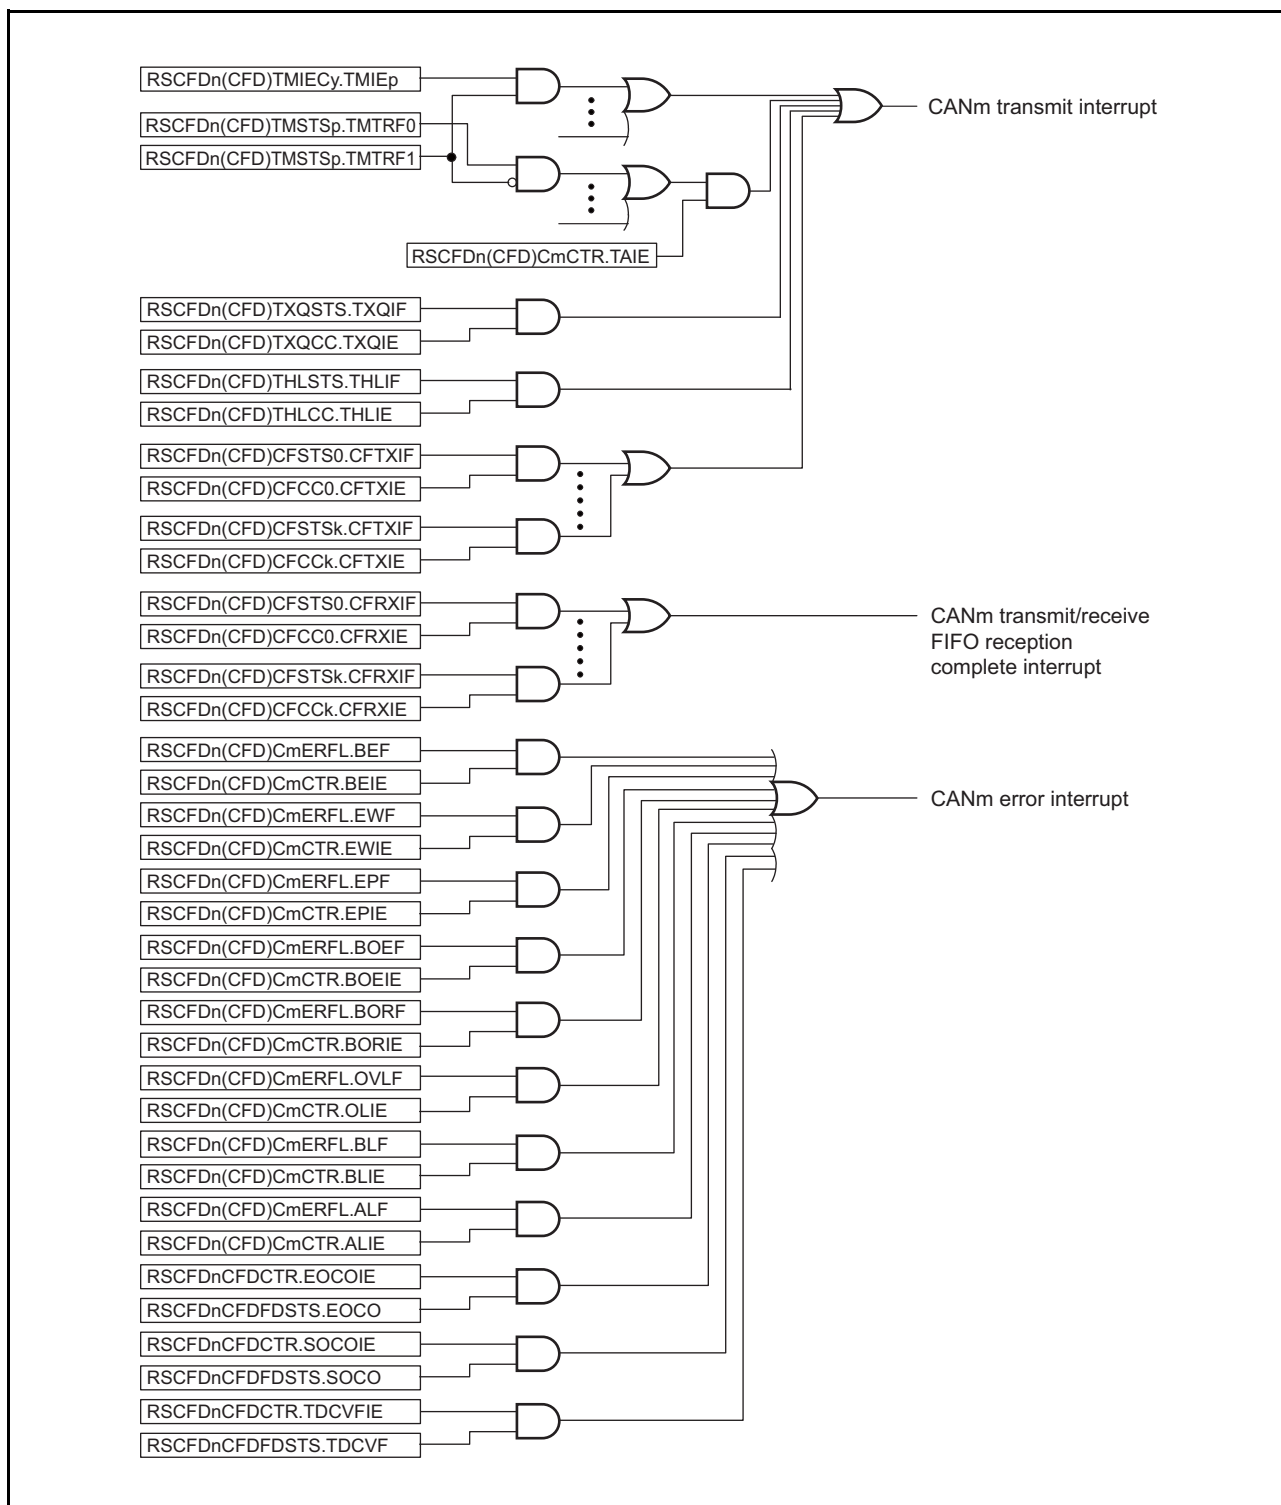 RSCFDn(CFD)TMIECy.TMIEp
RSCFDn(CFD)TMSTSp.TMTRF0
RSCFDn(CFD)TMSTSp.TMTRF1
CANm transmit interrupt
RSCFDn(CFD)CmCTR.TAIE
RSCFDn(CFD)TXQSTS.TXQIF
RSCFDn(CFD)TXQCC.TXQIE
RSCFDn(CFD)THLSTS.THLIF
RSCFDn(CFD)THLCC.THLIE
RSCFDn(CFD)CFSTS0.CFTXIF
RSCFDn(CFD)CFCC0.CFTXIE
RSCFDn(CFD)CFSTSk.CFTXIF
RSCFDn(CFD)CFCCk.CFTXIE
RSCFDn(CFD)CFSTS0.CFRXIF
RSCFDn(CFD)CFCC0.CFRXIE
RSCFDn(CFD)CFSTSk.CFRXIF
RSCFDn(CFD)CFCCk.CFRXIE
CANm transmit/receive
FIFO reception
complete interrupt
RSCFDn(CFD)CmERFL.BEF
RSCFDn(CFD)CmCTR.BEIE
RSCFDn(CFD)CmERFL.EWF
RSCFDn(CFD)CmCTR.EWIE
RSCFDn(CFD)CmERFL.EPF
RSCFDn(CFD)CmCTR.EPIE
RSCFDn(CFD)CmERFL.BOEF
RSCFDn(CFD)CmCTR.BOEIE
RSCFDn(CFD)CmERFL.BORF
RSCFDn(CFD)CmCTR.BORIE
RSCFDn(CFD)CmERFL.OVLF
RSCFDn(CFD)CmCTR.OLIE
RSCFDn(CFD)CmERFL.BLF
RSCFDn(CFD)CmCTR.BLIE
RSCFDn(CFD)CmERFL.ALF
RSCFDn(CFD)CmCTR.ALIE
RSCFDnCFDCTR.EOCOIE
RSCFDnCFDFDSTS.EOCO
RSCFDnCFDCTR.SOCOIE
RSCFDnCFDFDSTS.SOCO
RSCFDnCFDCTR.TDCVFIE
RSCFDnCFDFDSTS.TDCVF
CANm error interrupt